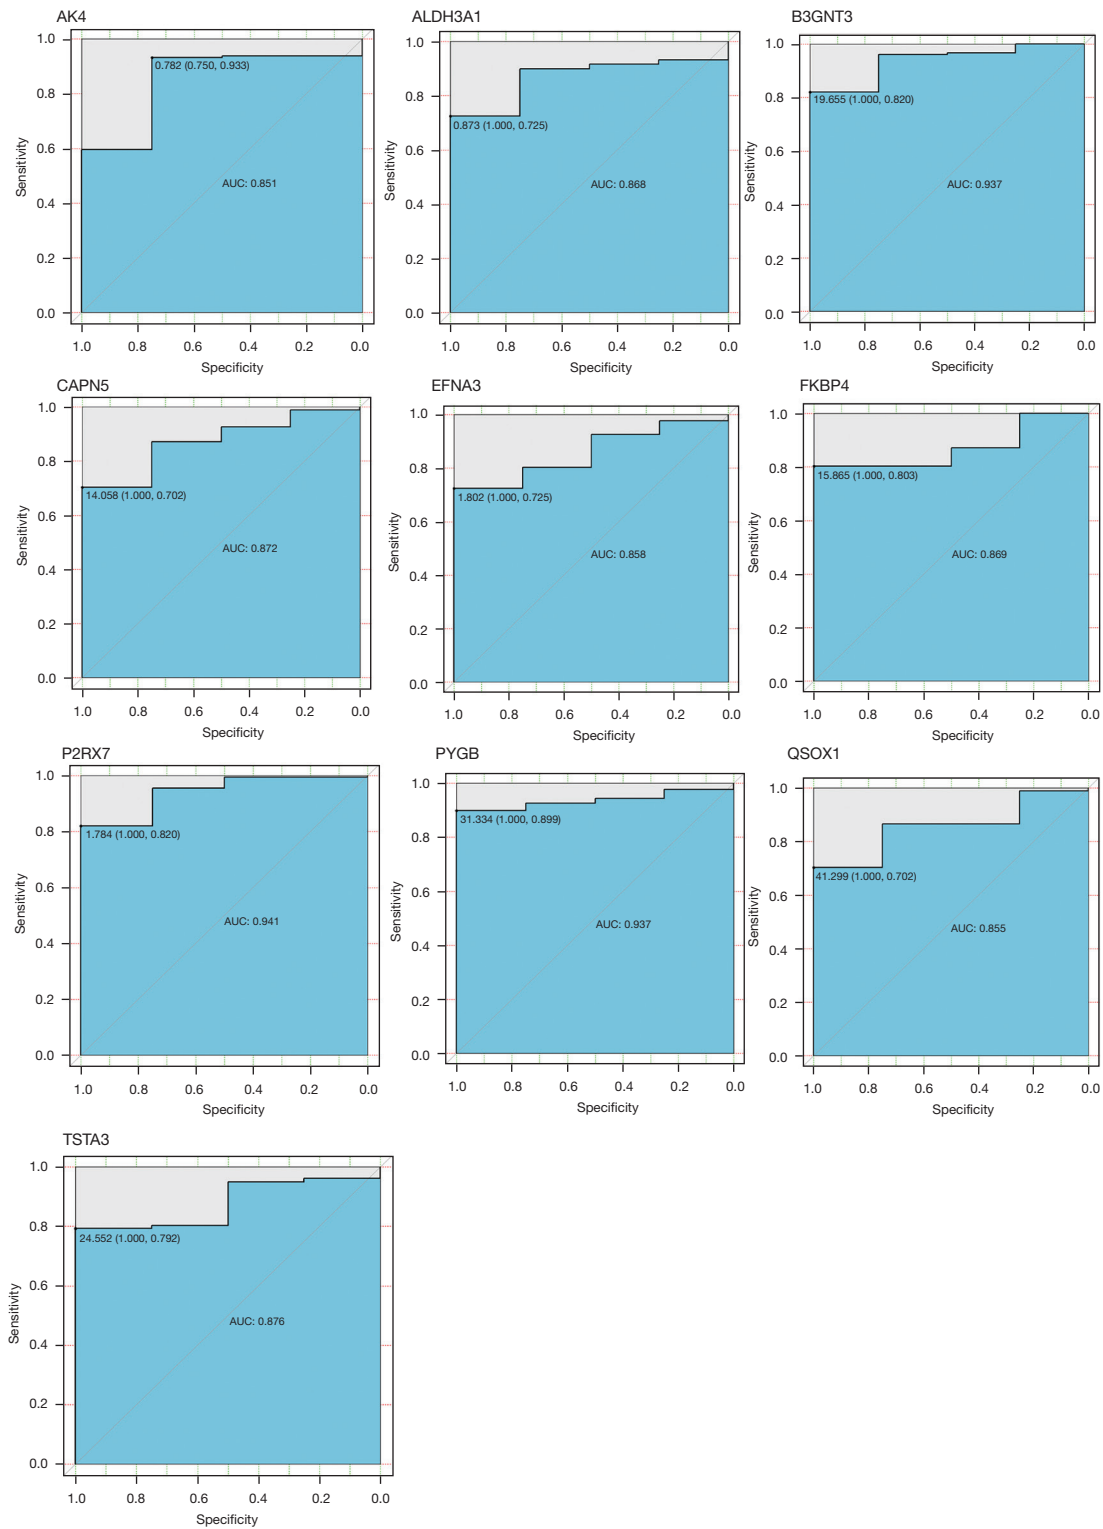 AK4
1.0
0.8
0.6
0.4
0.2
0.0
Sensitivity
0.782 (0.750, 0.933)
AUC: 0.851
1.0 0.8 0.6 0.4 0.2 0.0
Specificity
ALDH3A1
1.0
0.8
0.6
0.4
0.2
0.0
Sensitivity
0.873 (1.000, 0.725)
AUC: 0.868
1.0 0.8 0.6 0.4 0.2 0.0
Specificity
B3GNT3
1.0
0.8
0.6
0.4
0.2
0.0
Sensitivity
19.655 (1.000, 0.820)
AUC: 0.937
1.0 0.8 0.6 0.4 0.2 0.0
Specificity
CAPN5
1.0
0.8
0.6
0.4
0.2
0.0
Sensitivity
14.058 (1.000, 0.702)
AUC: 0.872
1.0 0.8 0.6 0.4 0.2 0.0
Specificity
EFNA3
1.0
0.8
0.6
0.4
0.2
0.0
Sensitivity
1.802 (1.000, 0.725)
AUC: 0.858
1.0 0.8 0.6 0.4 0.2 0.0
Specificity
FKBP4
1.0
0.8
0.6
0.4
0.2
0.0
Sensitivity
15.865 (1.000, 0.803)
AUC: 0.869
1.0 0.8 0.6 0.4 0.2 0.0
Specificity
P2RX7
1.0
0.8
0.6
0.4
0.2
0.0
Sensitivity
1.784 (1.000, 0.820)
AUC: 0.941
1.0 0.8 0.6 0.4 0.2 0.0
Specificity
PYGB
1.0
0.8
0.6
0.4
0.2
0.0
Sensitivity
31.334 (1.000, 0.899)
AUC: 0.937
1.0 0.8 0.6 0.4 0.2 0.0
Specificity
QSOX1
1.0
0.8
0.6
0.4
0.2
0.0
Sensitivity
41.299 (1.000, 0.702)
AUC: 0.855
1.0 0.8 0.6 0.4 0.2 0.0
Specificity
TSTA3
1.0
0.8
0.6
0.4
0.2
0.0
Sensitivity
24.552 (1.000, 0.792)
AUC: 0.876
1.0 0.8 0.6 0.4 0.2 0.0
Specificity